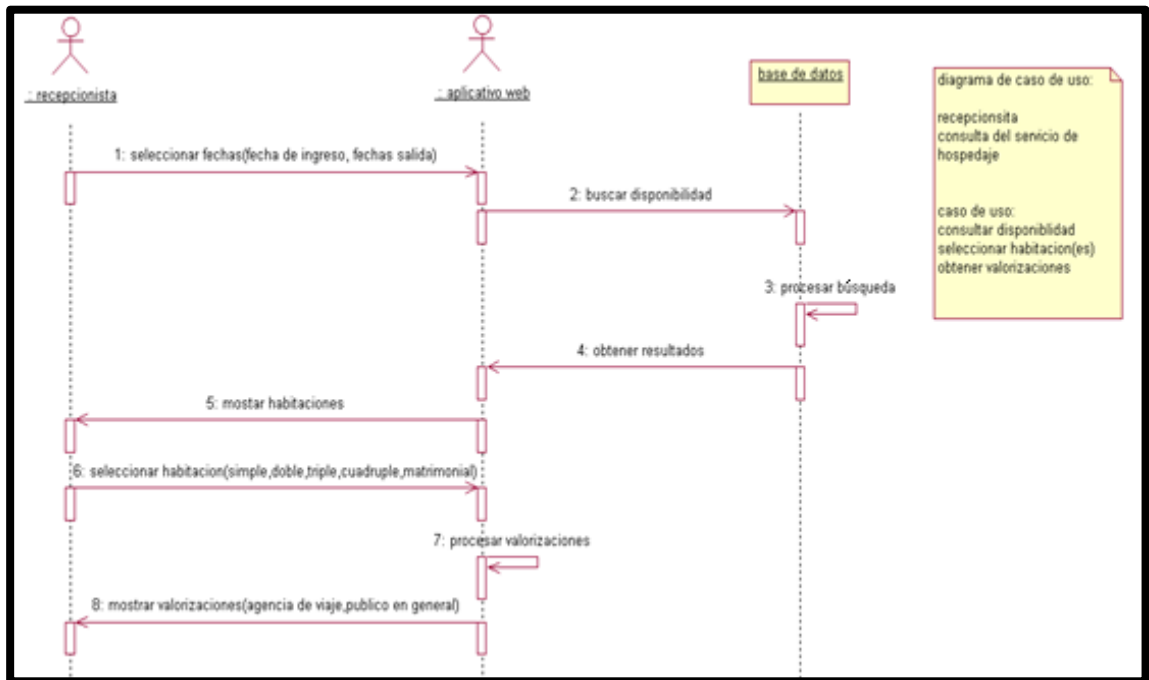 : recepcionista
: aplicativo web
base de datos
diagrama de caso de uso:
recepcionsita
consulta del servicio de
hospedaje
caso de uso:
consultar disponiblidad
seleccionar habitacion(es)
obtener valorizaciones
1: seleccionar fechas(fecha de ingreso, fechas salida)
2: buscar disponibilidad
3: procesar búsqueda
4: obtener resultados
5: mostar habitaciones
6: seleccionar habitacion(simple,doble,triple,cuadruple,matrimonial)
7: procesar valorizaciones
8: mostrar valorizaciones(agencia de viaje,publico en general)